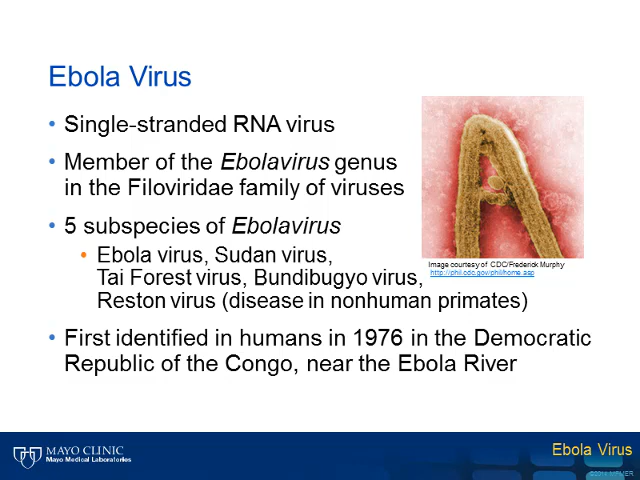 Ebola Virus
• Single-stranded RNA virus
• Member of the Ebolavirus genus
in the Filoviridae family of viruses
• 5 subspecies of Ebolavirus
• Ebola virus, Sudan virus,
Tai Forest virus, Bundibugyo virus,
Reston virus (disease in nonhuman primates)
• First identified in humans in 1976 in the Democratic
Republic of the Congo, near the Ebola River
Image courtesy of CDC/Frederick Murphy
http://phil.cdc.gov/phil/home.asp
MAYO CLINIC
Mayo Medical Laboratories
Ebola Virus
MFMER